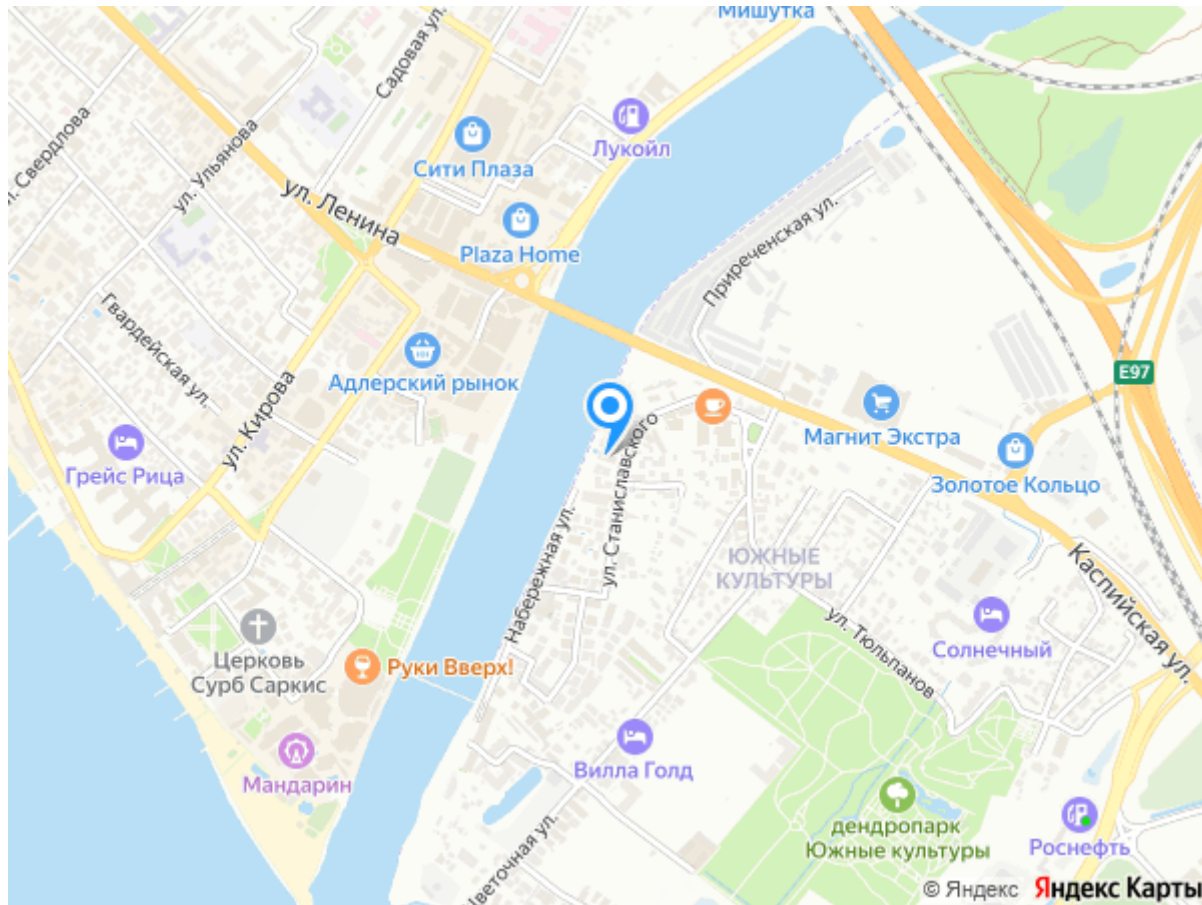 Мишутка
Садовая ул.
Лукойл
ул. Свердлова
ул. Ульянова
Сити Плаза
ул. Ленина
Plaza Home
Приреченская ул.
Гвардейская ул.
Адлерский рынок
E97
ул. Кирова
Магнит Экстра
Грейс Рица
ул. Станиславского
Золотое Кольцо
Набережная ул.
ЮЖНЫЕ
КУЛЬТУРЫ
Каспийская ул.
ул. Тюльпанов
Солнечный
Церковь
Сурб Саркис
Руки Вверх!
Вилла Голд
Мандарин
дендропарк
Южные культуры
Роснефть
Цветочная ул.
© Яндекс Яндекс Карты